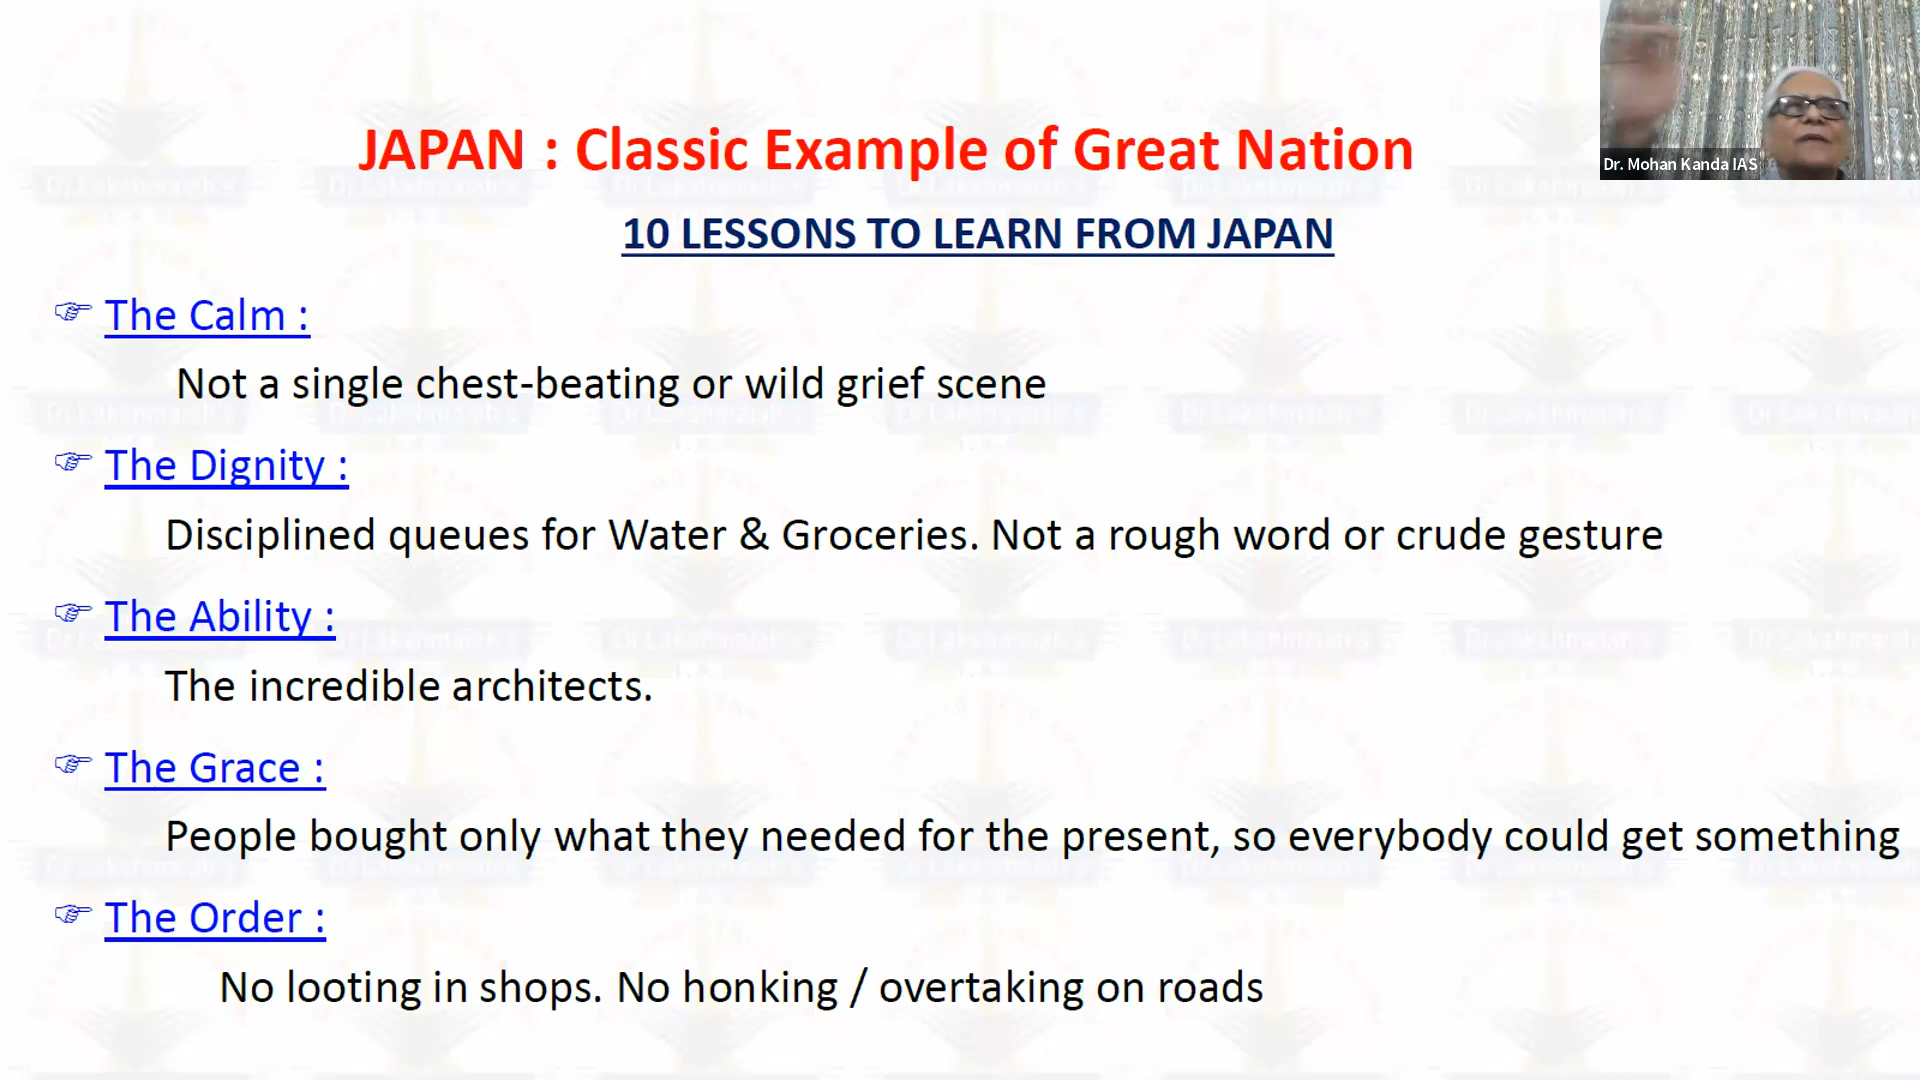 Dr. Mohan Kanda IAS
JAPAN : Classic Example of Great Nation
10 LESSONS TO LEARN FROM JAPAN
☞ The Calm :
Not a single chest-beating or wild grief scene
☞ The Dignity :
Disciplined queues for Water & Groceries. Not a rough word or crude gesture
☞ The Ability :
The incredible architects.
☞ The Grace :
People bought only what they needed for the present, so everybody could get something
☞ The Order :
No looting in shops. No honking / overtaking on roads